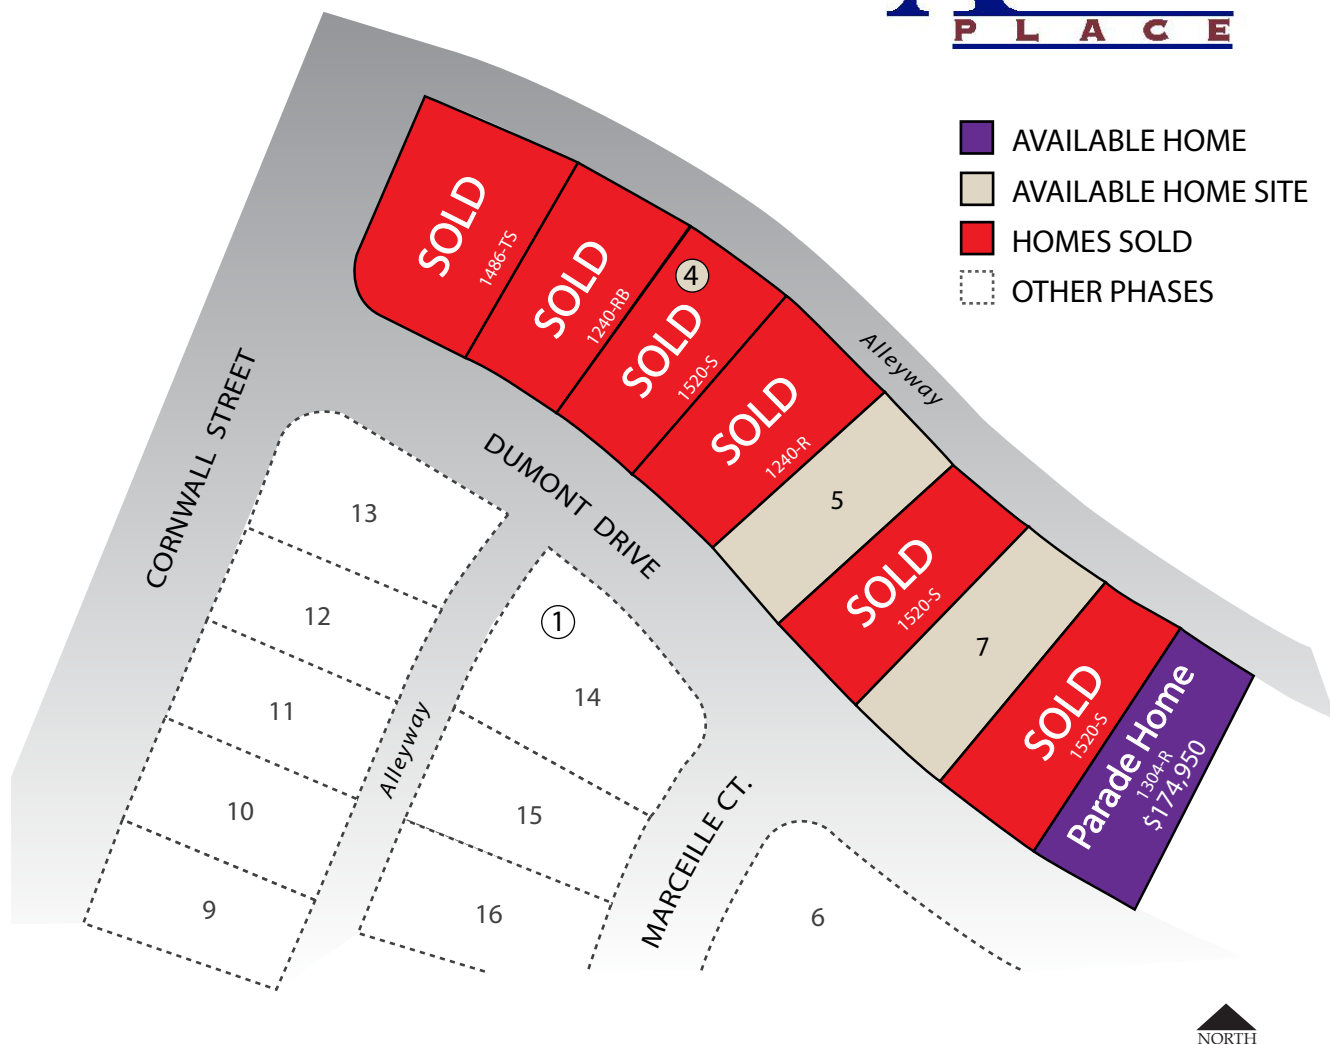 PLACE
AVAILABLE HOME
AVAILABLE HOME SITE
HOMES SOLD
OTHER PHASES
SOLD
1486-TS
SOLD
1240-RB
4
SOLD
1520-S
SOLD
1240-R
Alleyway
5
SOLD
1520-S
7
SOLD
1520-S
Parade Home
1304-R
$174,950
CORNWALL STREET
DUMONT DRIVE
13
12
11
10
9
Alleyway
1
14
15
16
MARCEILLE CT.
6
NORTH